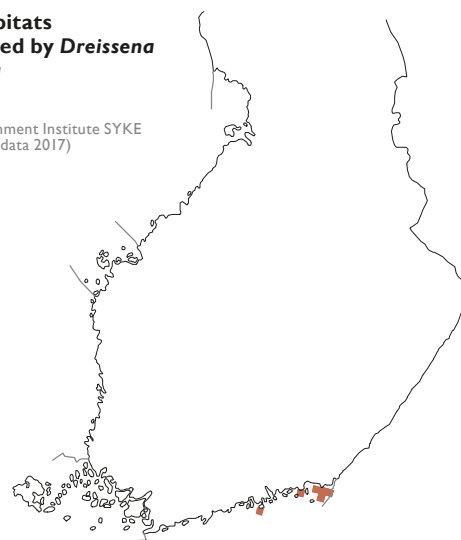 bitats
ed by Dreissena
nment Institute SYKE
data 2017)